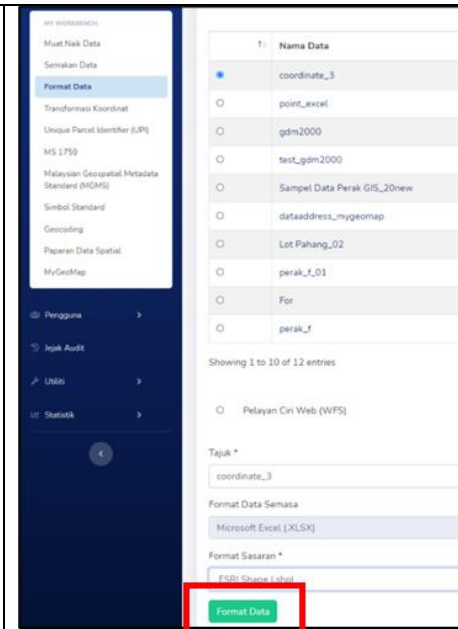 MY WORKBENCH
Muat Naik Data
Semakan Data
Format Data
Transformasi Koordinat
Unique Parcel Identifier (UPI)
MS 1759
Malaysian Geospatial Metadata
Standard (MGMS)
Simbol Standard
Geocoding
Paparan Data Spatial
MyGeoMap
Pengguna
Jejak Audit
Utiliti
Statistik
Nama Data
coordinate_3
point_excel
gdm2000
test_gdm2000
Sampel Data Perak GIS_20new
dataaddress_mygeomap
Lot Pahang_02
perak_f_01
For
perak_f
Showing 1 to 10 of 12 entries
Pelayan Ciri Web (WFS)
Tajuk *
coordinate_3
Format Data Semasa
Microsoft Excel (.XLSX)
Format Sasaran *
ESRI Shape (.shp)
Format Data